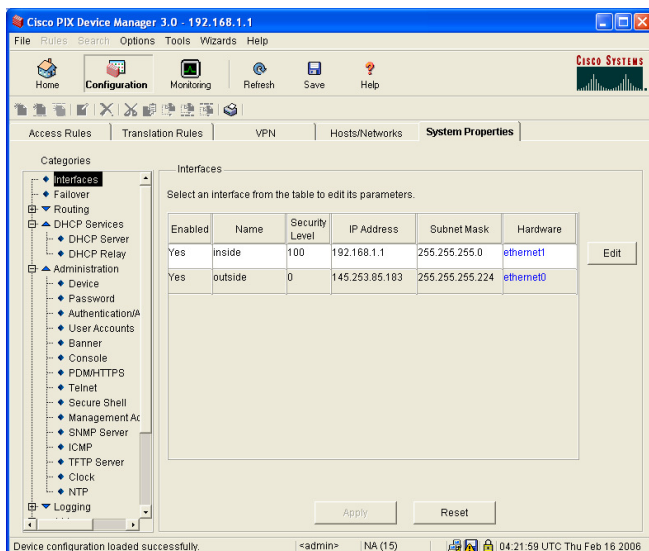 Cisco PIX Device Manager 3.0 - 192.168.1.1
File Rules Search Options Tools Wizards Help
Home Configuration Monitoring Refresh Save Help
CISCO SYSTEMS
Access Rules Translation Rules VPN Hosts/Networks System Properties
Categories
Interfaces
Failover
Routing
DHCP Services
DHCP Server
DHCP Relay
Administration
Device
Password
Authentication/A
User Accounts
Banner
Console
PDM/HTTPS
Telnet
Secure Shell
Management Ac
SNMP Server
ICMP
TFTP Server
Clock
NTP
Logging
Interfaces
Select an interface from the table to edit its parameters.
Enabled Name Security Level IP Address Subnet Mask Hardware
Yes inside 100 192.168.1.1 255.255.255.0 ethernet1
Yes outside 0 145.253.85.183 255.255.255.224 ethernet0
Edit
Apply Reset
Device configuration loaded successfully. <admin> NA (15) 04:21:59 UTC Thu Feb 16 2006